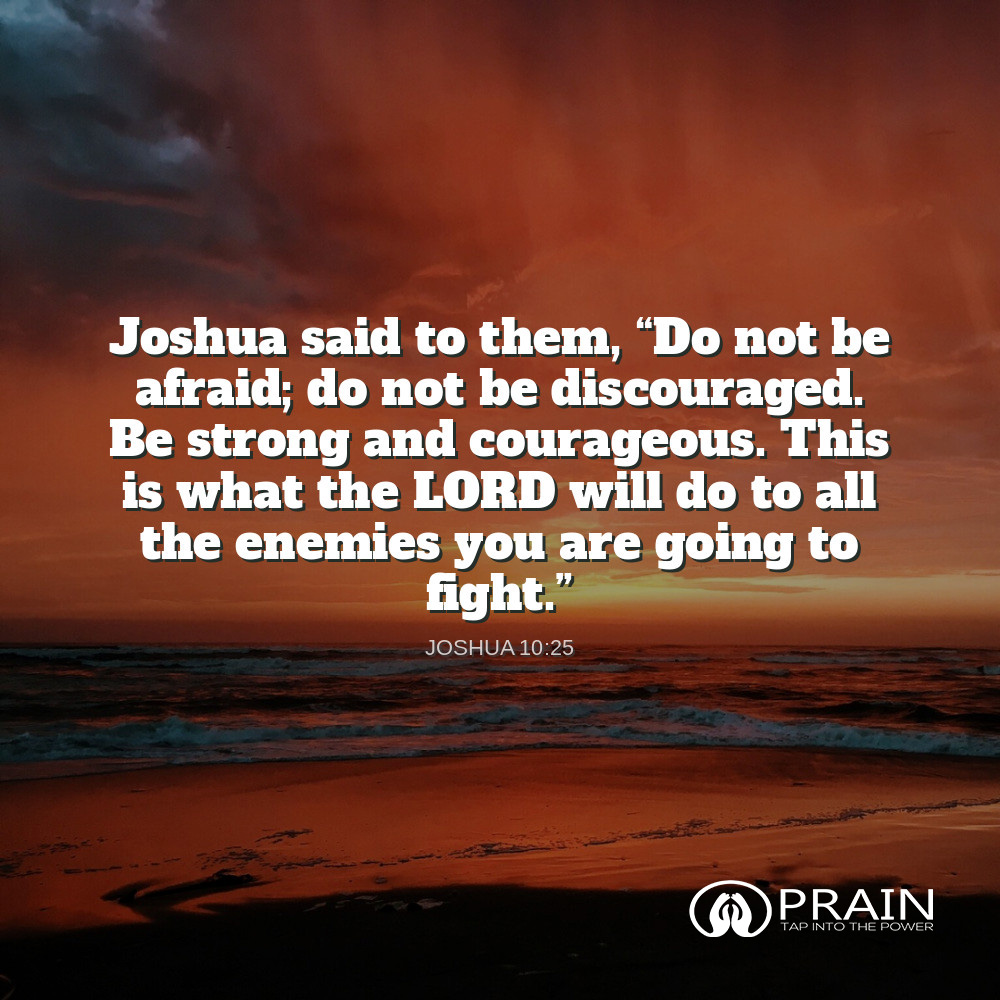 Joshua said to them, “Do not be
afraid; do not be discouraged.
Be strong and courageous. This
is what the LORD will do to all
the enemies you are going to
fight.”
JOSHUA 10:25
PRAIN
TAP INTO THE POWER